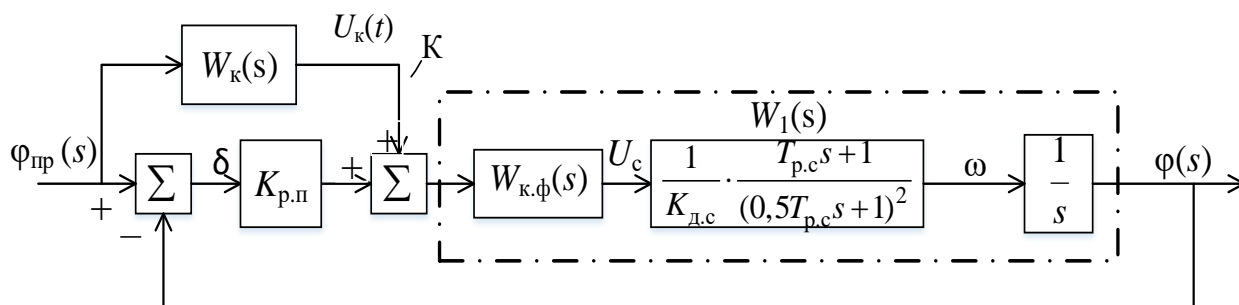 U_к(t)
К
W_к(s)
W_1(s)
φ_пр(s)
δ
+
+
U_с
T_р.с s + 1
ω
1
φ(s)
Σ
K_р.п
+
Σ
W_к.ф(s)
1
K_д.с
·
(0,5T_р.с s + 1)^2
s
+
−